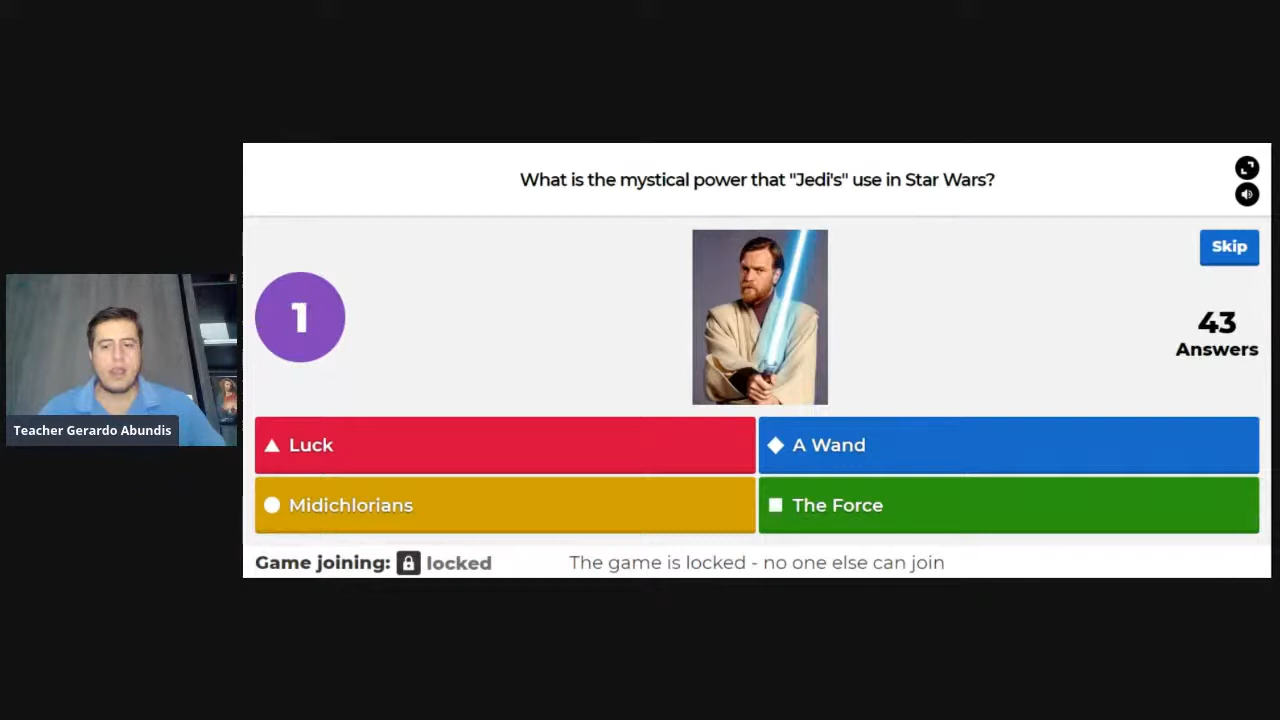 What is the mystical power that "Jedi's" use in Star Wars?
Skip
1
43
Answers
Teacher Gerardo Abundis
Luck
A Wand
Midichlorians
The Force
Game joining: locked
The game is locked - no one else can join